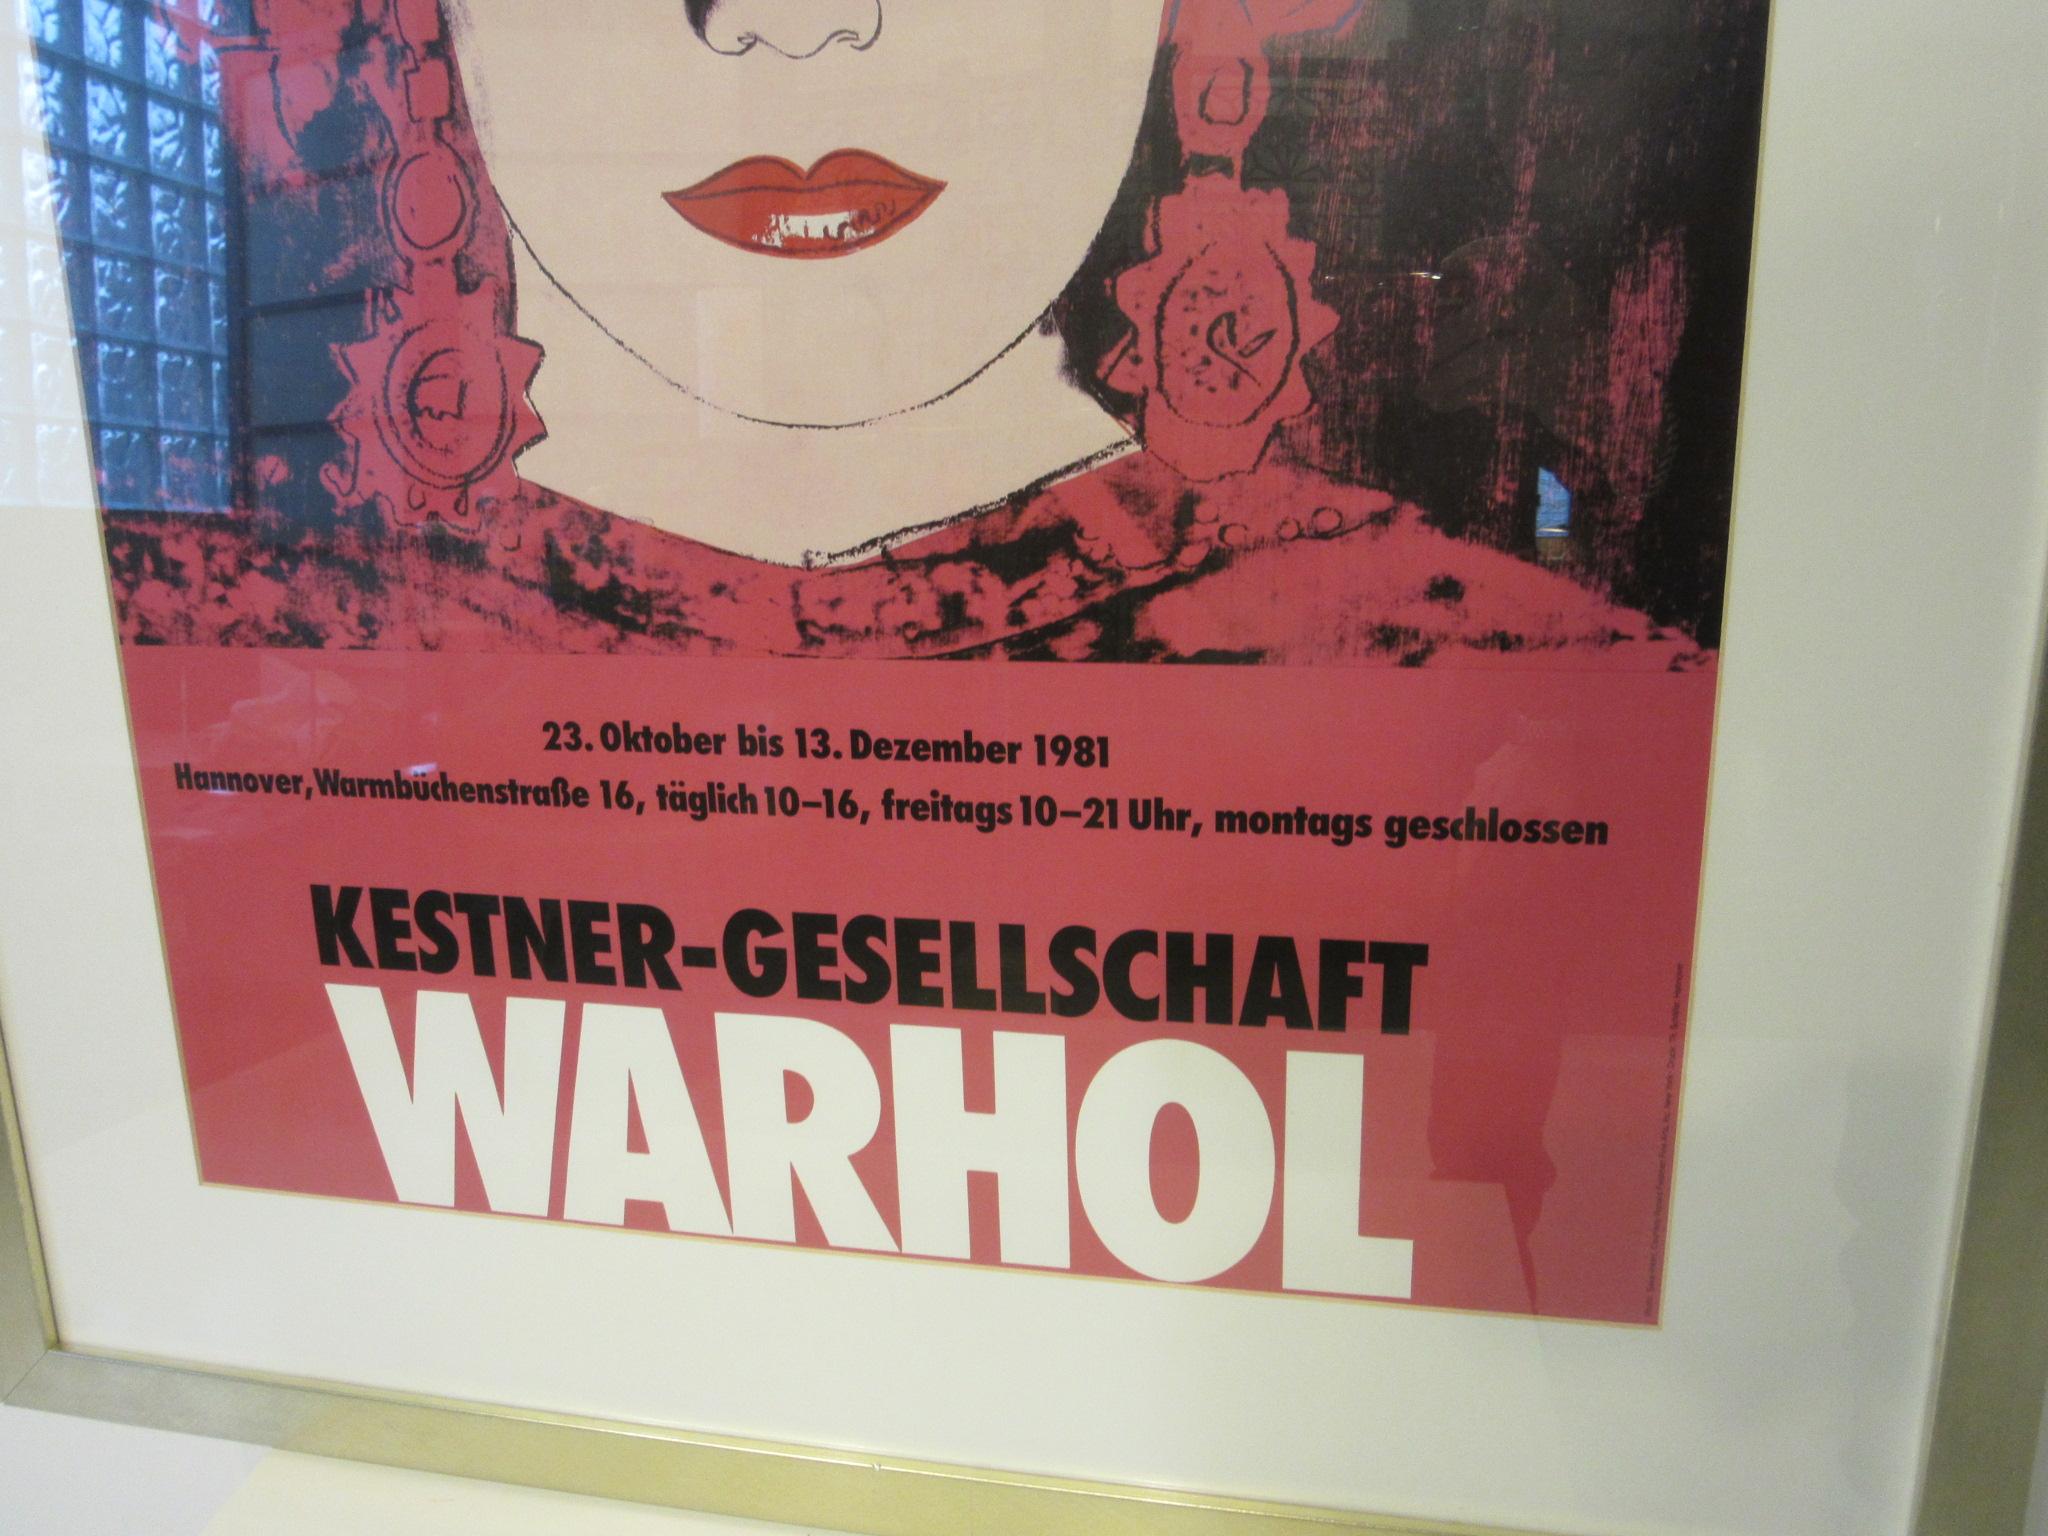 23. Oktober bis 13. Dezember 1981
Hannover, Warmbüchenstraße 16, täglich 10–16, freitags 10–21 Uhr, montags geschlossen
KESTNER-GESELLSCHAFT
WARHOL